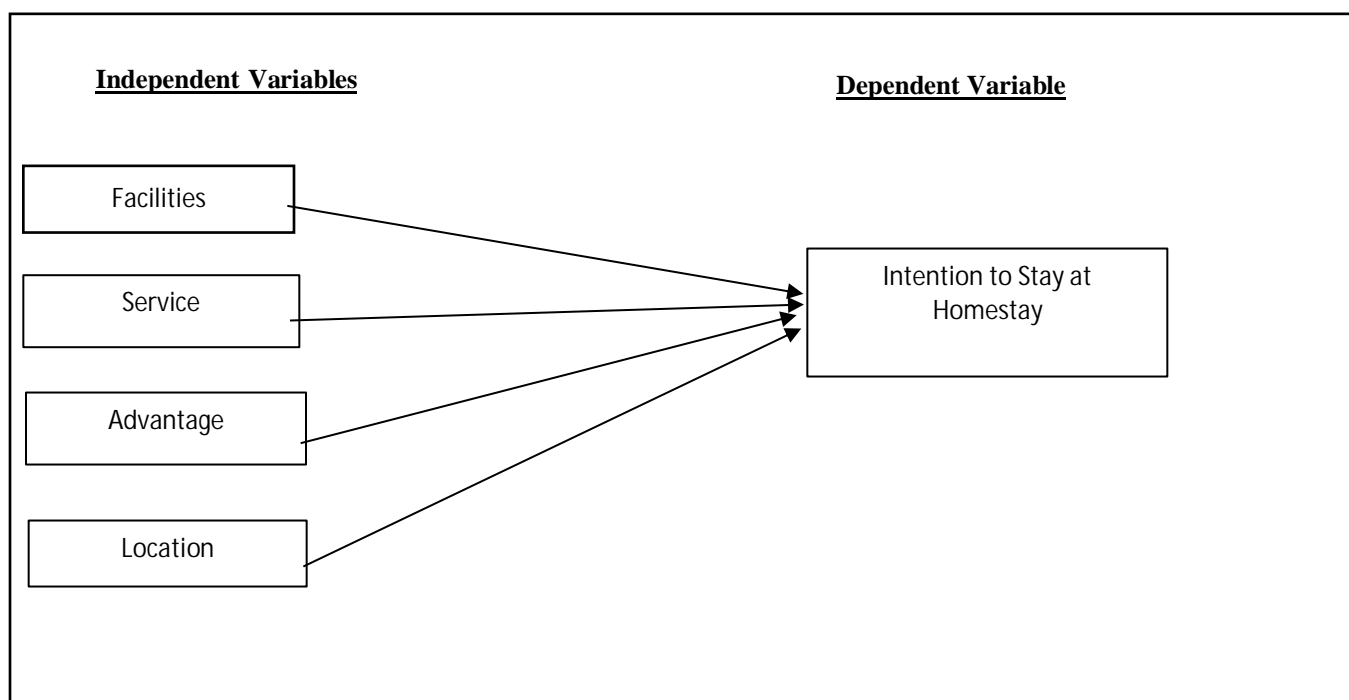 Independent Variables
Dependent Variable
Facilities
Service
Advantage
Location
Intention to Stay at
Homestay